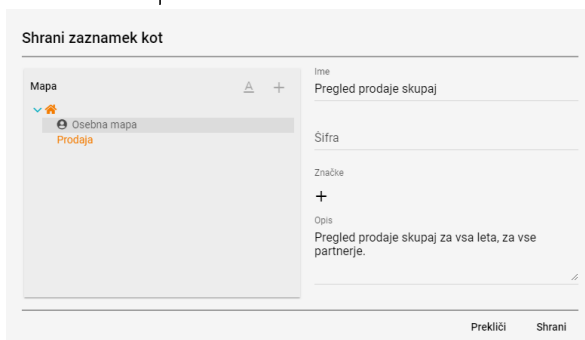 Shrani zaznamek kot
Mapa
A
Osebna mapa
Prodaja
Ime
Pregled prodaje skupaj
Šifra
Značke
Opis
Pregled prodaje skupaj za vsa leta, za vse
partnerje.
Prekliči Shrani